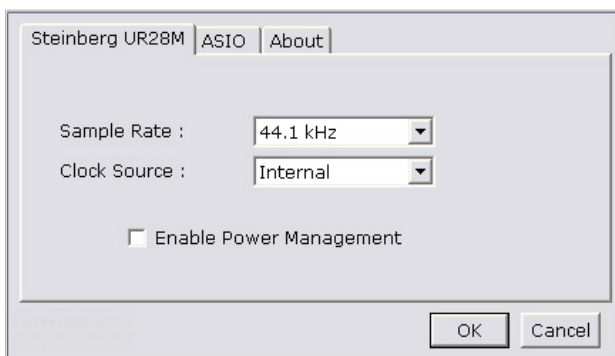 Steinberg UR28M ASIO About
Sample Rate : 44.1 kHz
Clock Source : Internal
Enable Power Management
OK Cancel